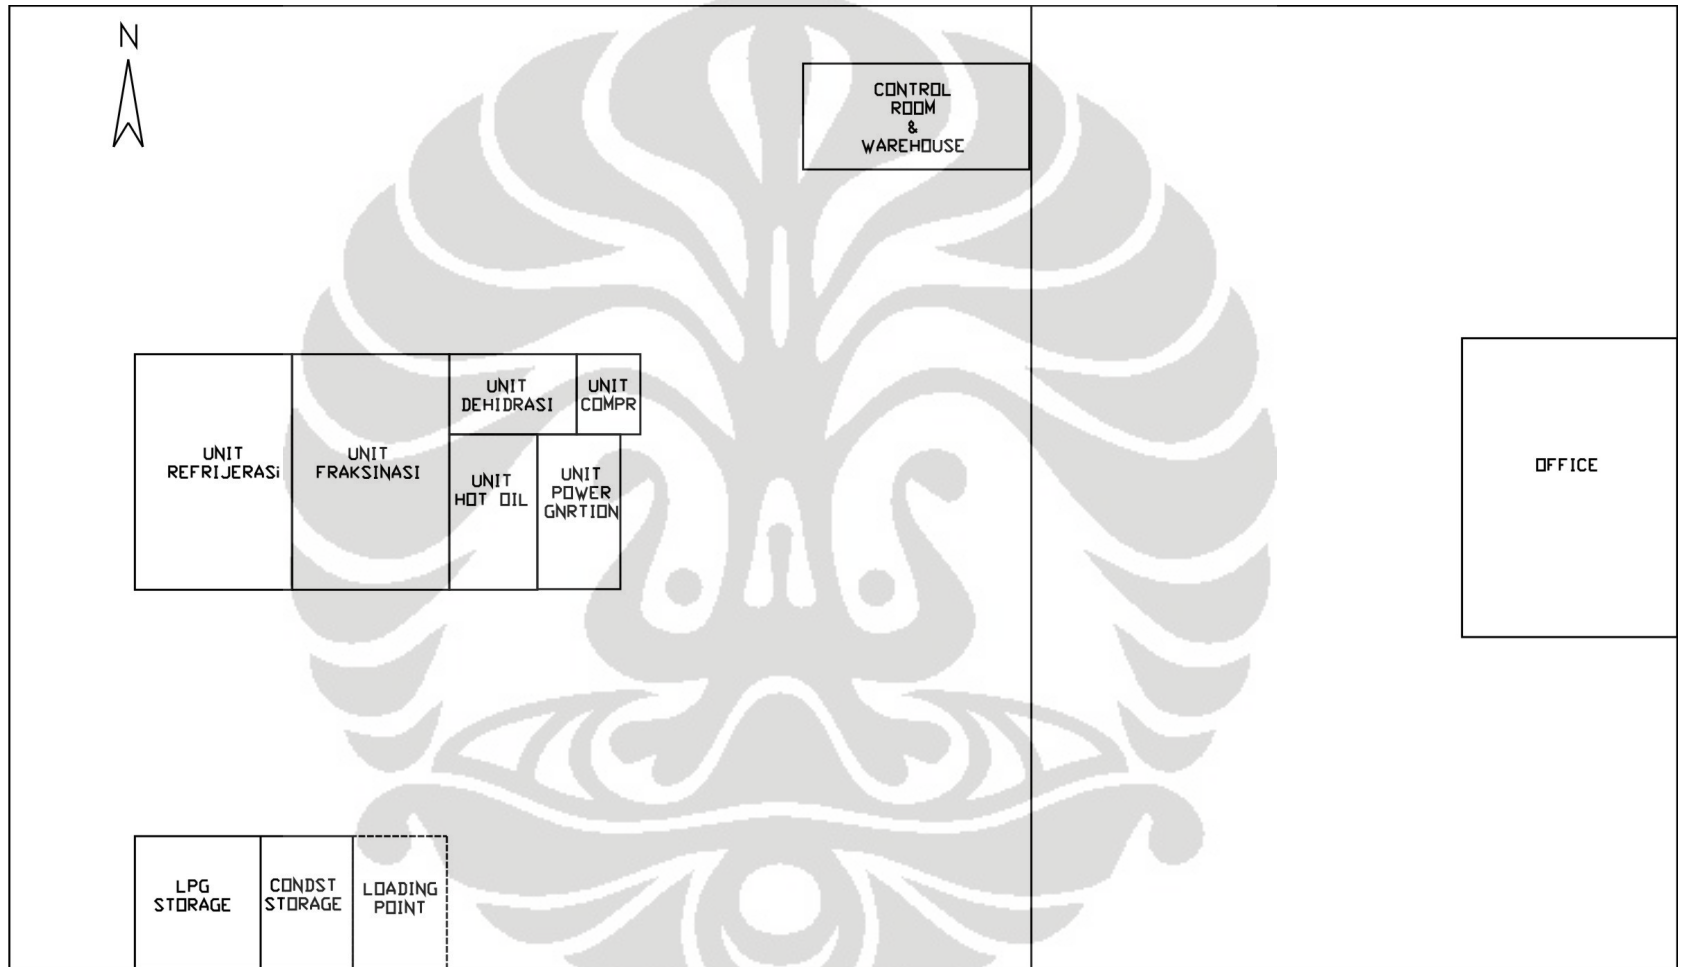 N
CONTROL
ROOM
&
WAREHOUSE
UNIT
DEHIDRASI
UNIT
COMPR
UNIT
REFRIJERASi
UNIT
FRAKSINASI
UNIT
HOT OIL
UNIT
POWER
GNRTION
OFFICE
LPG
STORAGE
CONDST
STORAGE
LOADING
POINT